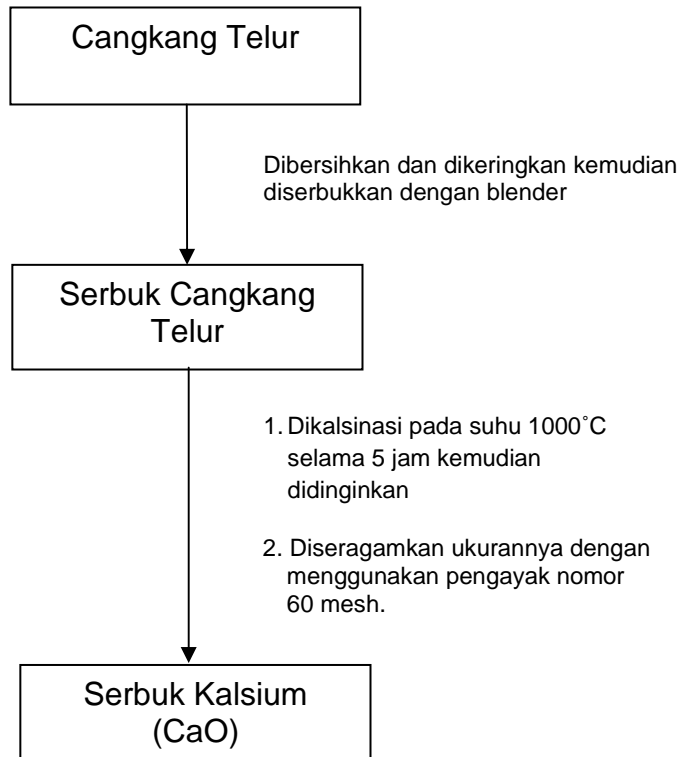 Cangkang Telur
Dibersihkan dan dikeringkan kemudian
diserbukkan dengan blender
Serbuk Cangkang
Telur
1. Dikalsinasi pada suhu 1000˚C
selama 5 jam kemudian
didinginkan
2. Diseragamkan ukurannya dengan
menggunakan pengayak nomor
60 mesh.
Serbuk Kalsium
(CaO)